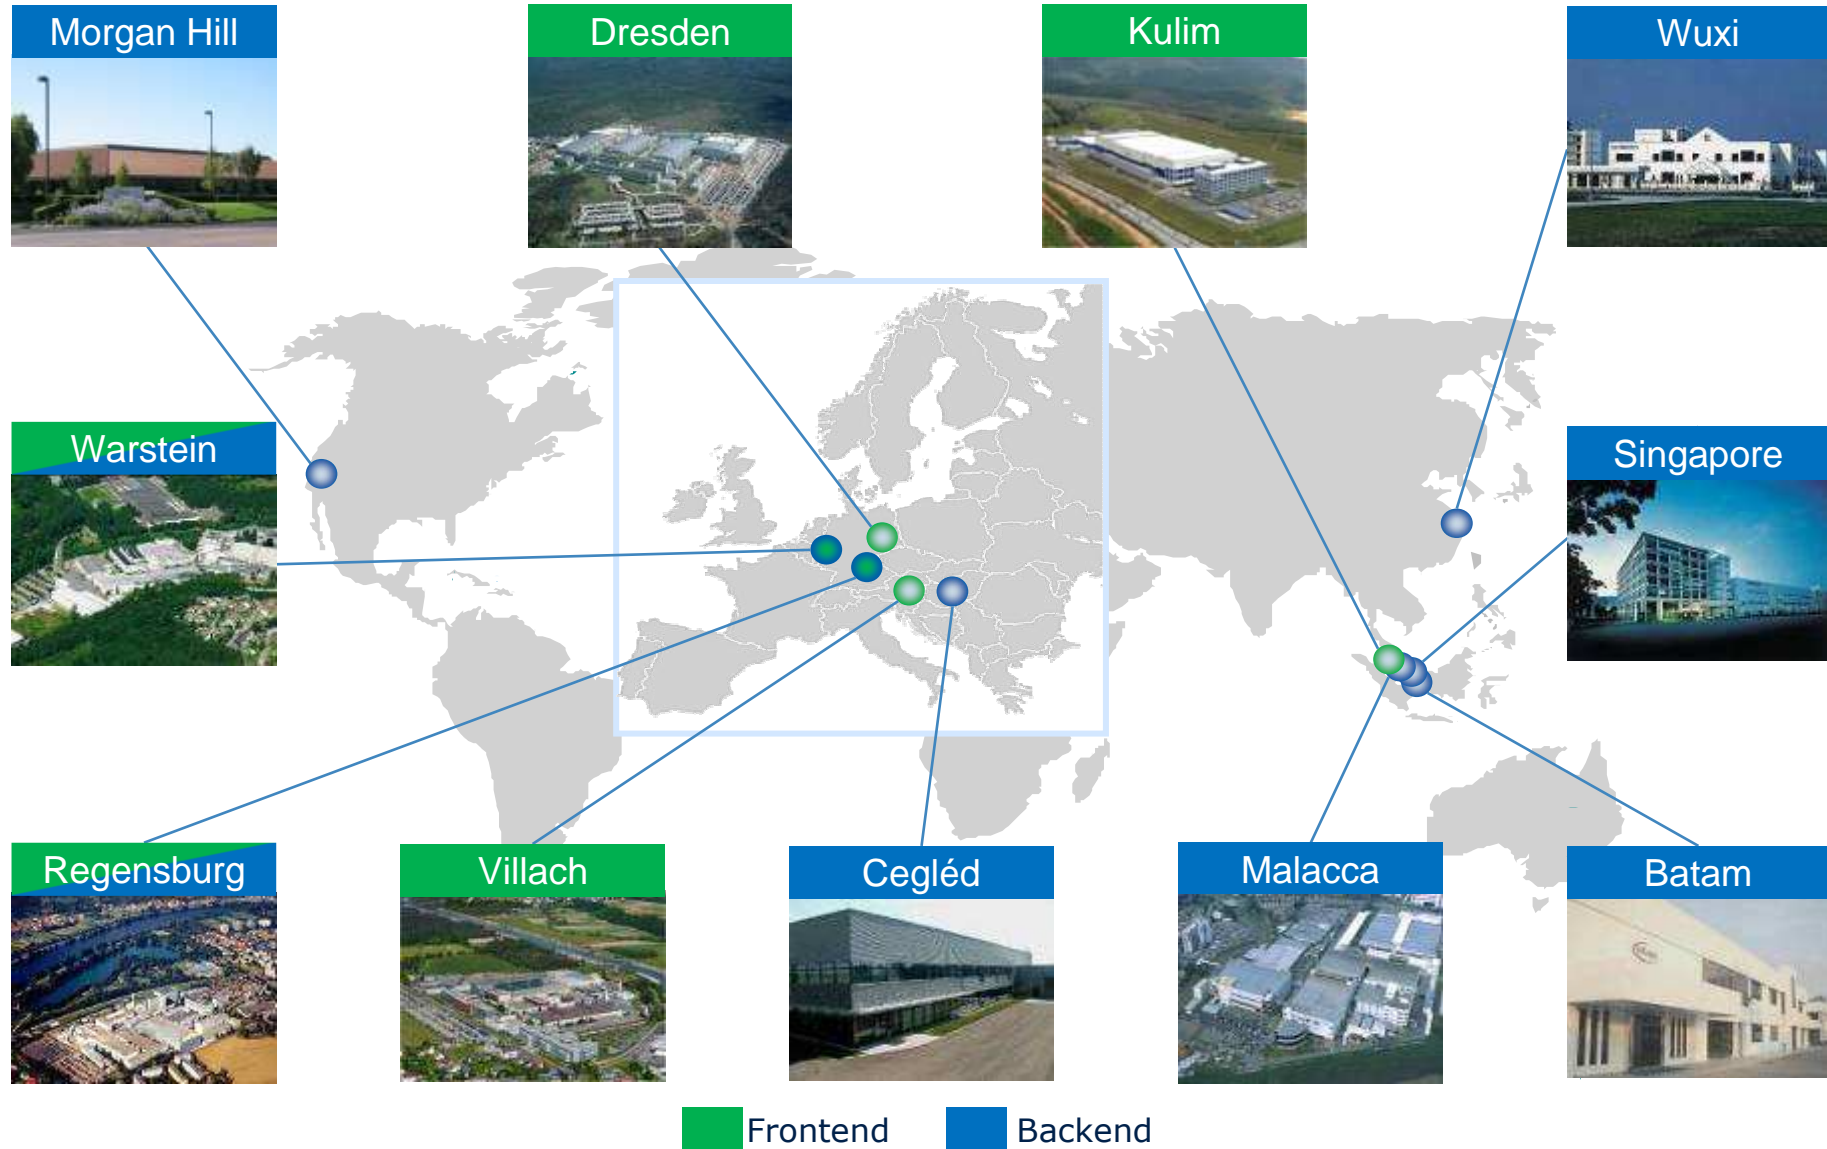 Morgan Hill
Dresden
Kulim
Wuxi
Warstein
Singapore
Regensburg
Villach
Cegléd
Malacca
Batam
Frontend
Backend